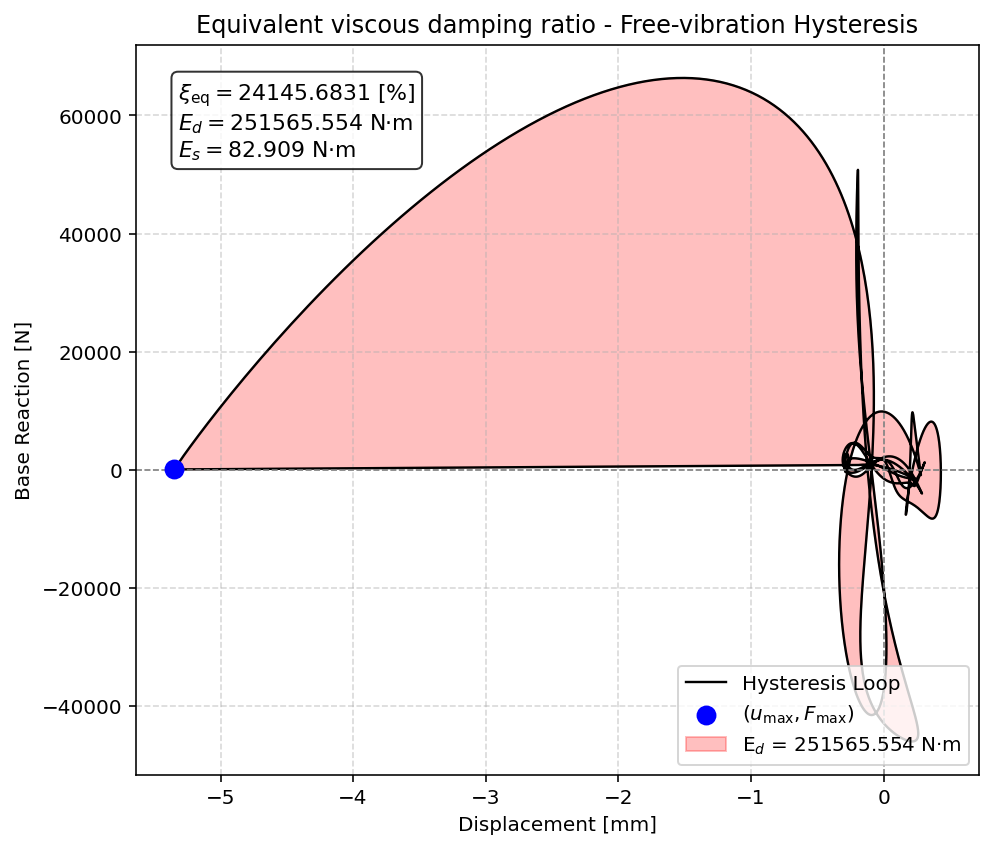 Equivalent viscous damping ratio - Free-vibration Hysteresis
ξeq = 24145.6831 [%]
Ed = 251565.554 N·m
Es = 82.909 N·m
Base Reaction [N]
60000
40000
20000
0
−20000
−40000
Hysteresis Loop
(umax, Fmax)
Ed = 251565.554 N·m
−5 −4 −3 −2 −1 0
Displacement [mm]